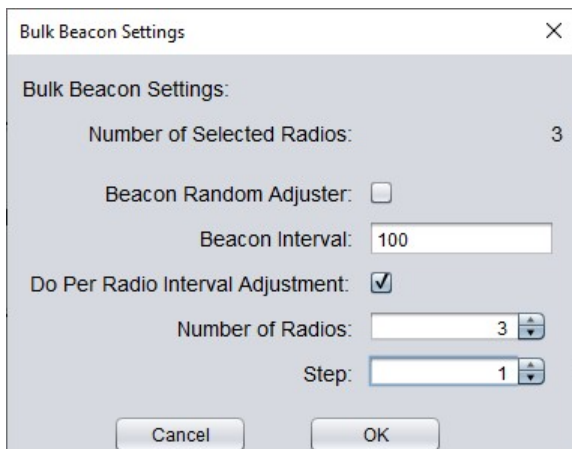 Bulk Beacon Settings
Bulk Beacon Settings:
Number of Selected Radios: 3
Beacon Random Adjuster:
Beacon Interval: 100
Do Per Radio Interval Adjustment:
Number of Radios: 3
Step: 1
Cancel OK